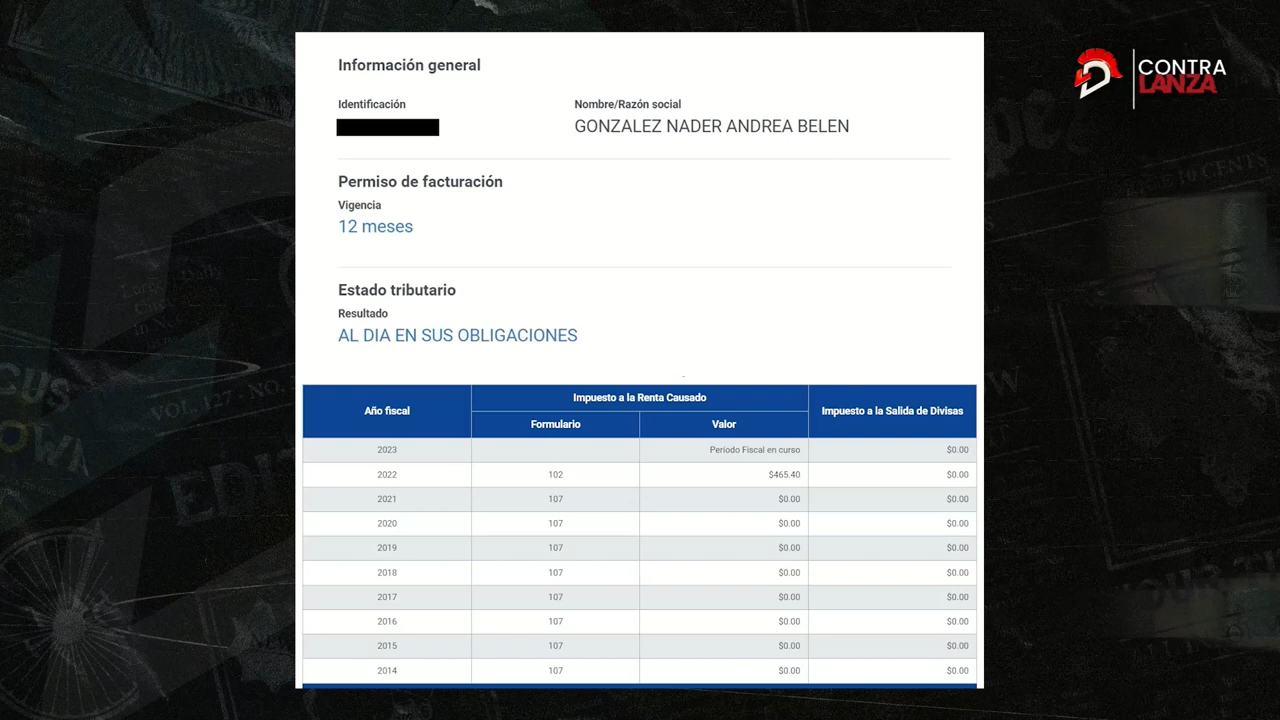 CONTRA
LANZA
Información general
Identificación
Nombre/Razón social
GONZALEZ NADER ANDREA BELEN
Permiso de facturación
Vigencia
12 meses
Estado tributario
Resultado
AL DIA EN SUS OBLIGACIONES
Año fiscal
Impuesto a la Renta Causado
Impuesto a la Salida de Divisas
Formulario
Valor
2023 Período Fiscal en curso $0.00
2022 102 $465.40 $0.00
2021 107 $0.00 $0.00
2020 107 $0.00 $0.00
2019 107 $0.00 $0.00
2018 107 $0.00 $0.00
2017 107 $0.00 $0.00
2016 107 $0.00 $0.00
2015 107 $0.00 $0.00
2014 107 $0.00 $0.00
10 CENTS
VOL. 127 - NO.